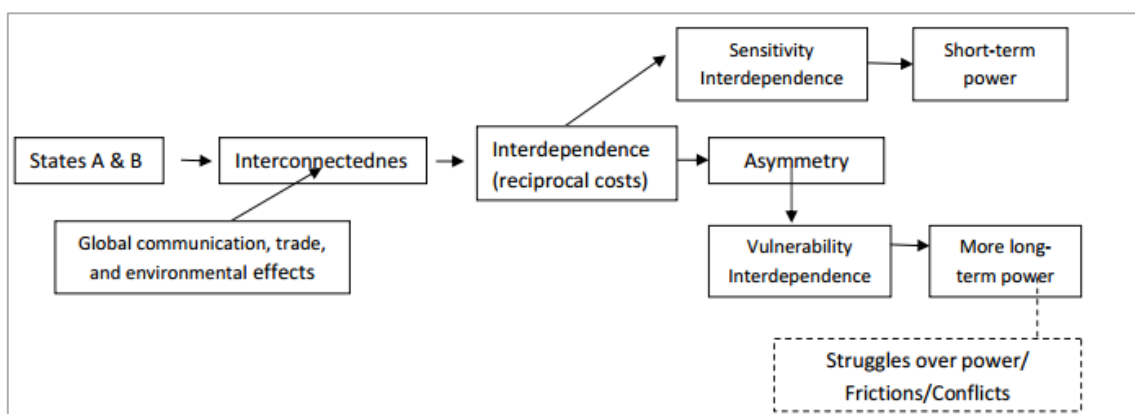 Sensitivity
Interdependence
Short-term
power
States A & B
Interconnectednes
Interdependence
(reciprocal costs)
Asymmetry
Global communication, trade,
and environmental effects
Vulnerability
Interdependence
More long-
term power
Struggles over power/
Frictions/Conflicts